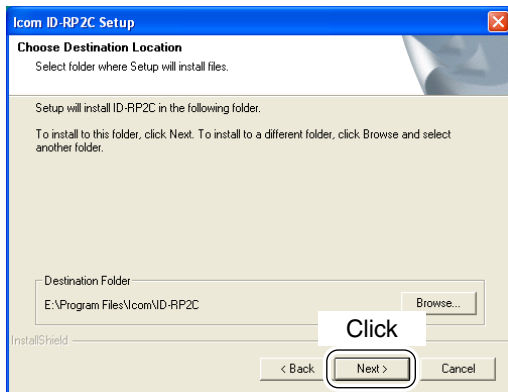 Icom ID-RP2C Setup
Choose Destination Location
Select folder where Setup will install files.
Setup will install ID-RP2C in the following folder.
To install to this folder, click Next. To install to a different folder, click Browse and select
another folder.
Destination Folder
E:\Program Files\Icom\ID-RP2C
Browse...
Click
InstallShield
< Back
Next >
Cancel